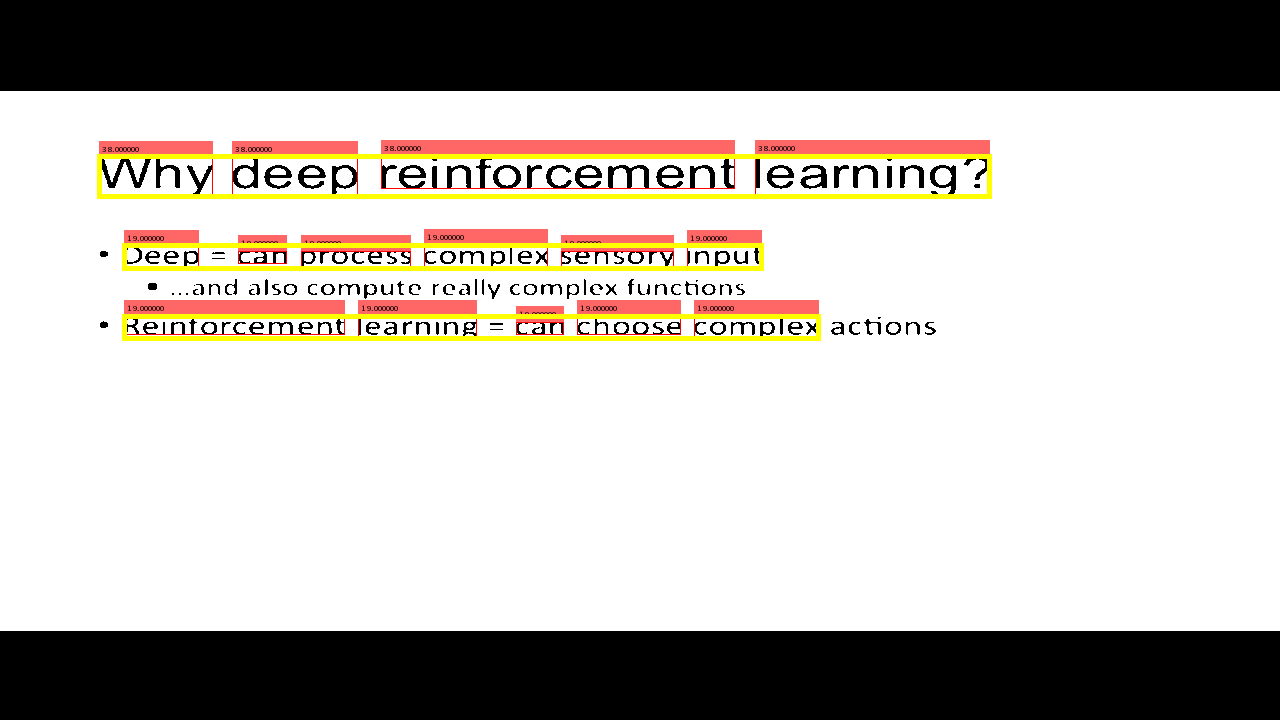 38.000000 38.000000 38.000000 38.000000
Why deep reinforcement learning?
19.000000 19.000000 19.000000 19.000000 19.000000 19.000000
• Deep = can process complex sensory input
• ...and also compute really complex functions
19.000000 19.000000 19.000000 19.000000 19.000000
• Reinforcement learning = can choose complex actions